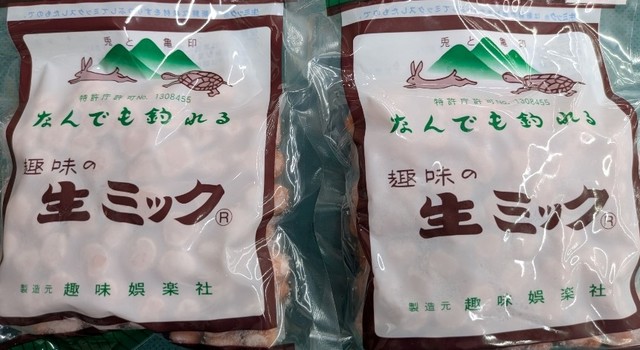 兎と亀印
特許庁許可No. 1308455
なんでも釣れる
趣味の
生ミック®
製造元 趣味娯楽社
兎と亀印
特許庁許可No. 1308455
なんでも釣れる
趣味の
生ミック®
製造元 趣味娯楽社